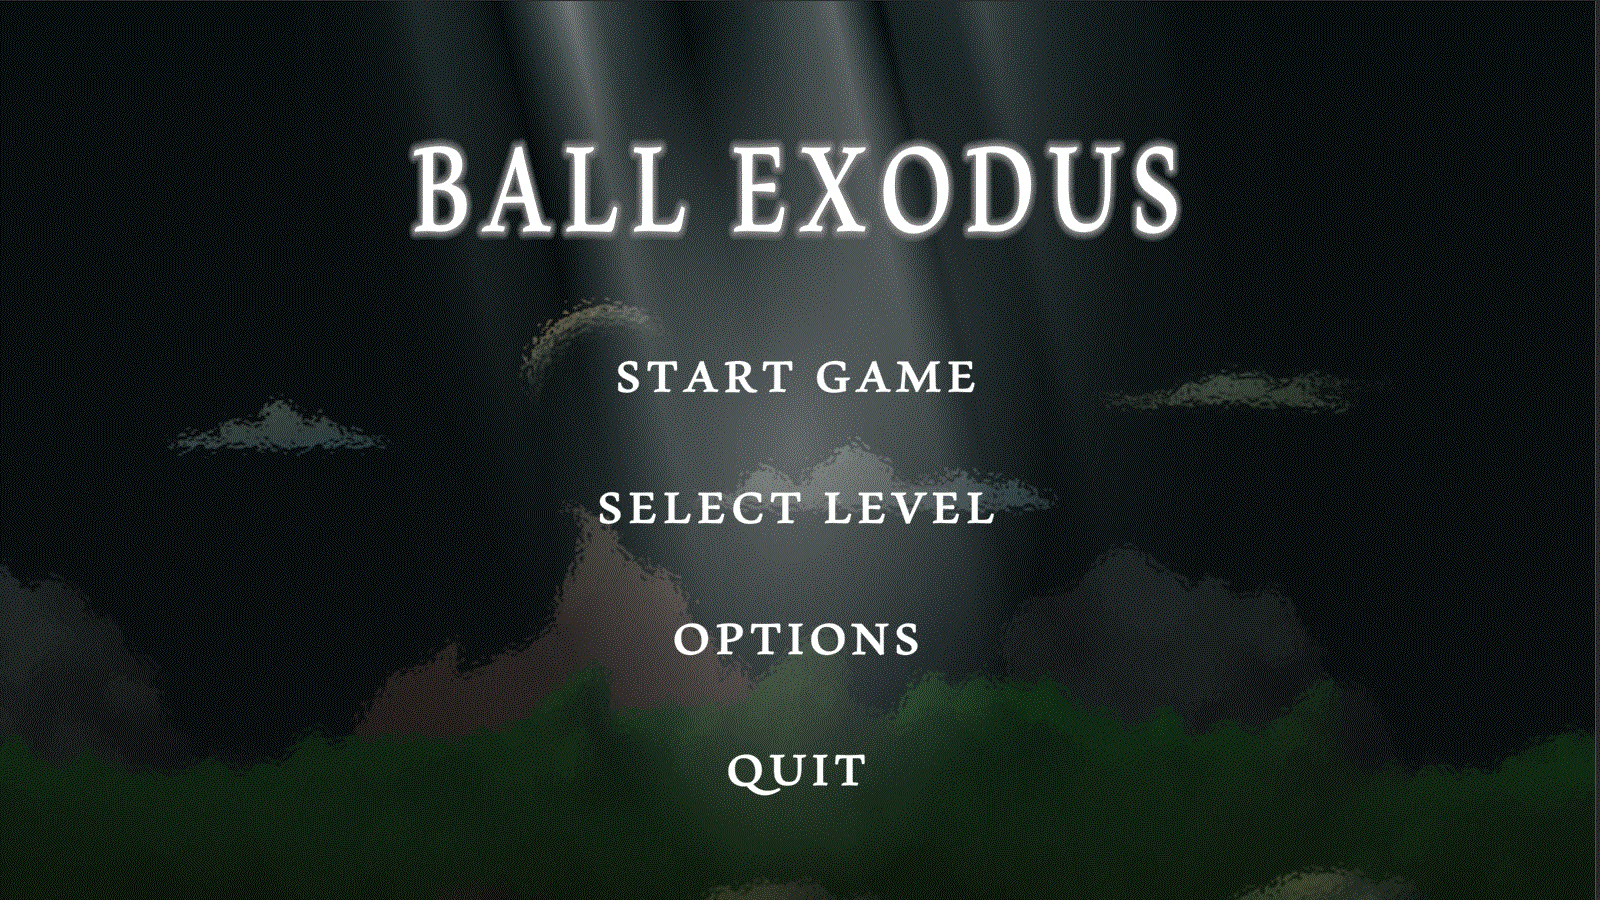 BALL EXODUS
START GAME
SELECT LEVEL
OPTIONS
QUIT